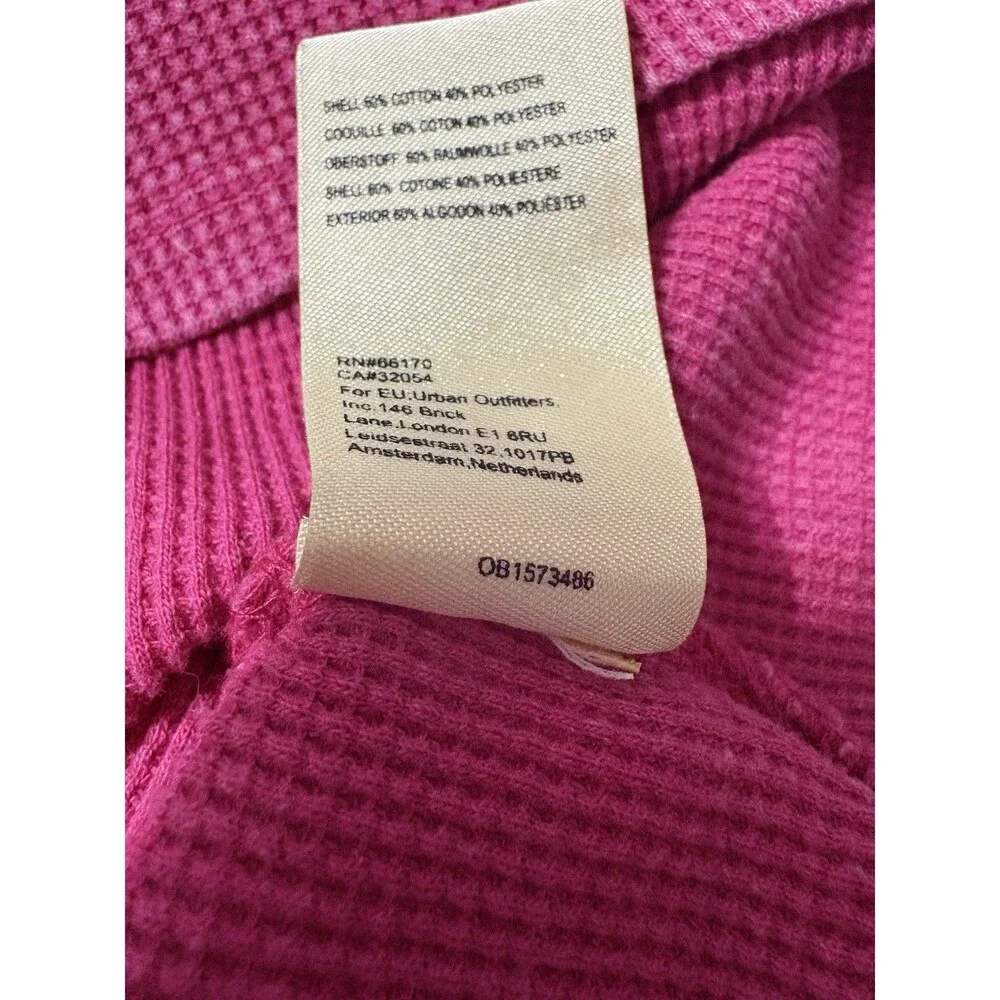 SHELL 60% COTTON 40% POLYESTER
COQUILLE 60% COTON 40% POLYESTER
OBERSTOFF 60% BAUMWOLLE 40% POLYESTER
SHELL 60% COTONE 40% POLIESTERE
EXTERIOR 60% ALGODON 40% POLIÉSTER
RN#66170
CA#32054
For EU:Urban Outfitters,
Inc.146 Brick
Lane,London E1 6RU
Leidsestraat 32,1017PB
Amsterdam,Netherlands
OB1573486